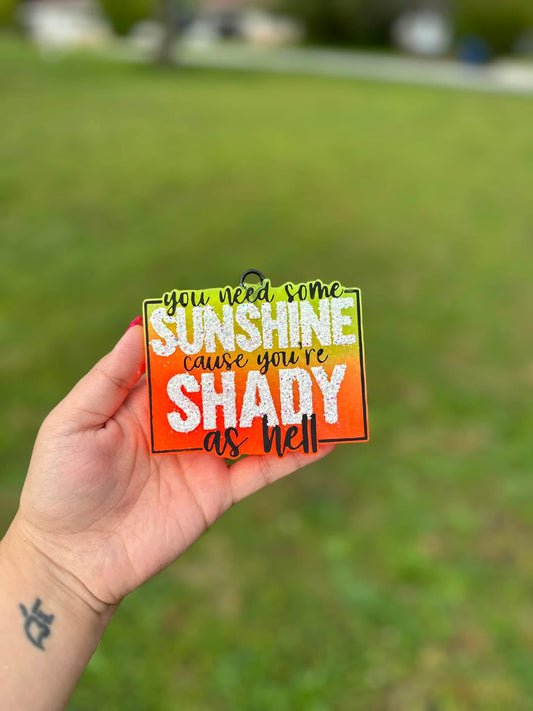 you need some
SUNSHINE
cause you're
SHADY
as hell